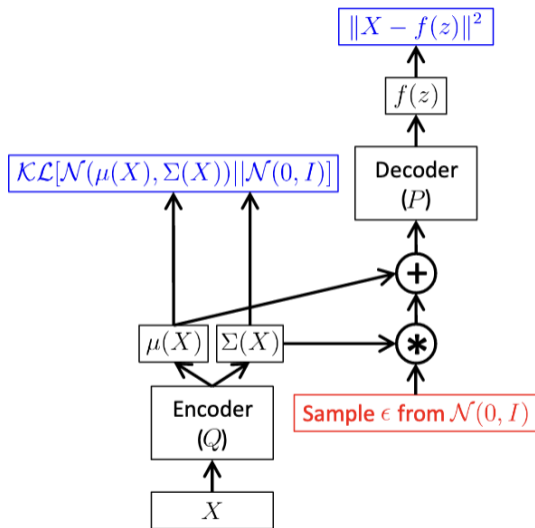 ‖X − f(z)‖²
f(z)
𝒦ℒ[𝒩(μ(X), Σ(X))||𝒩(0, I)]
Decoder
(P)
+
μ(X)
Σ(X)
*
Encoder
(Q)
Sample ϵ from 𝒩(0, I)
X